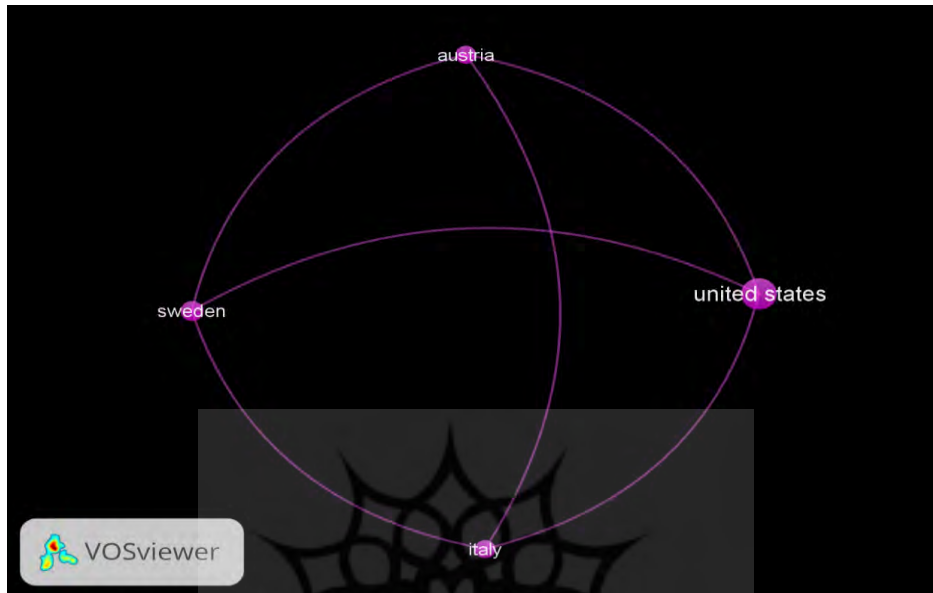 austria
united states
sweden
italy
VOSviewer